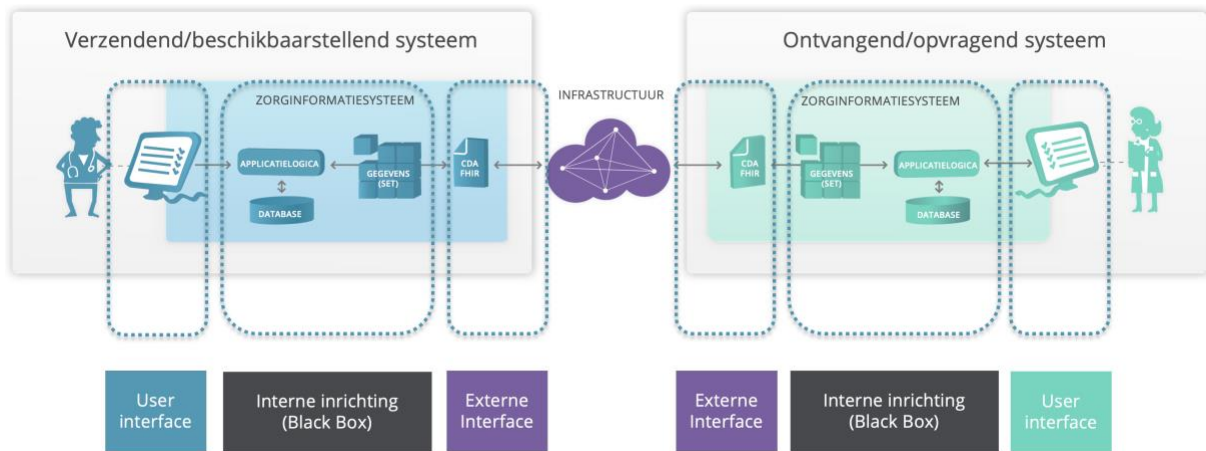 Verzendend/beschikbaarstellend systeem
ZORGINFORMATIESYSTEEM
APPLICATIELOGICA
DATABASE
GEGEVENS
(SET)
CDA
FHIR
INFRASTRUCTUUR
Ontvangend/opvragend systeem
ZORGINFORMATIESYSTEEM
CDA
FHIR
GEGEVENS
(SET)
APPLICATIELOGICA
DATABASE
User
interface
Interne inrichting
(Black Box)
Externe
Interface
Externe
Interface
Interne inrichting
(Black Box)
User
interface